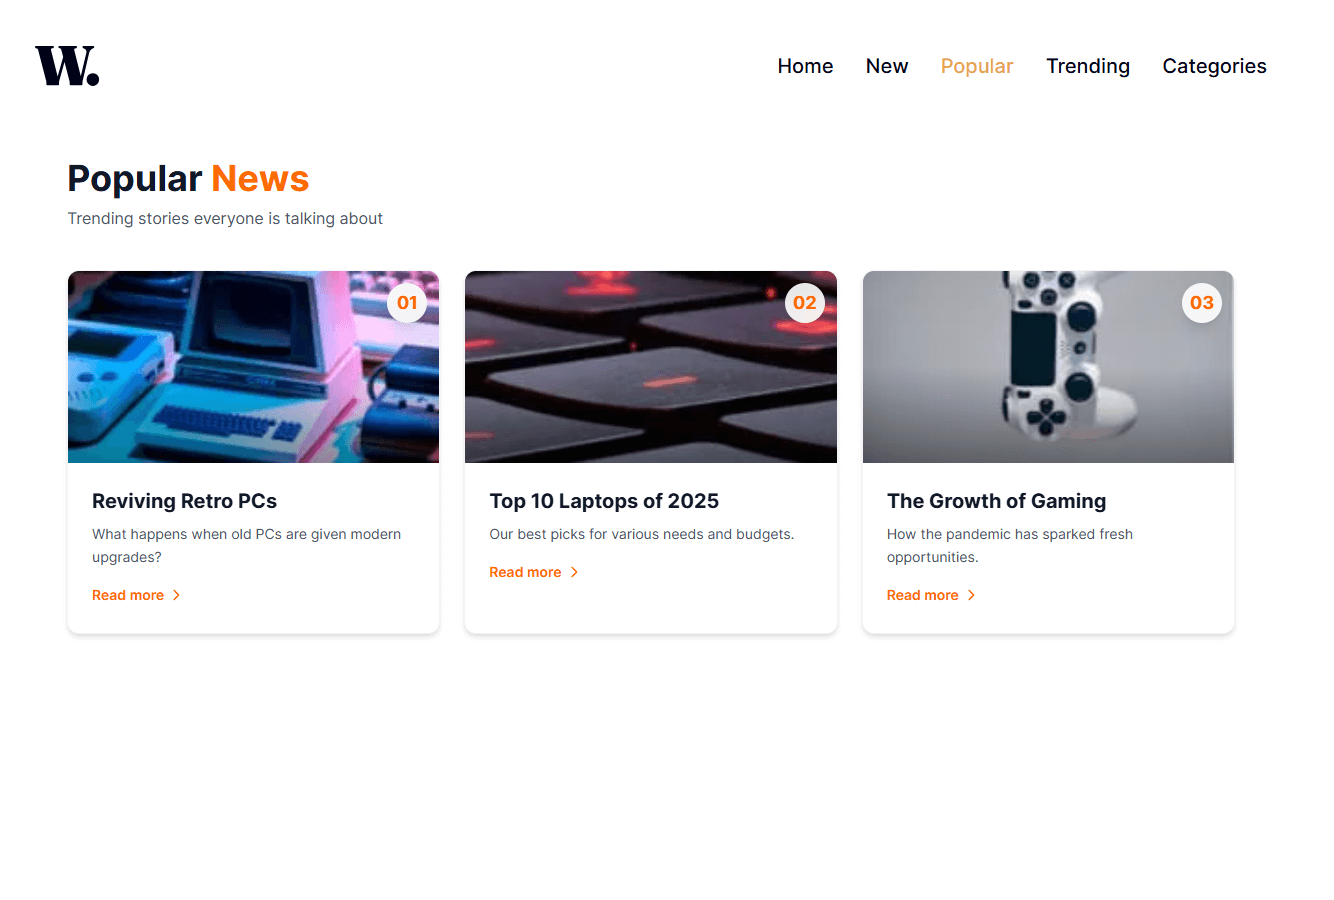 W.
Home New Popular Trending Categories
Popular News
Trending stories everyone is talking about
01
02
03
Reviving Retro PCs
What happens when old PCs are given modern
upgrades?
Read more
Top 10 Laptops of 2025
Our best picks for various needs and budgets.
Read more
The Growth of Gaming
How the pandemic has sparked fresh
opportunities.
Read more